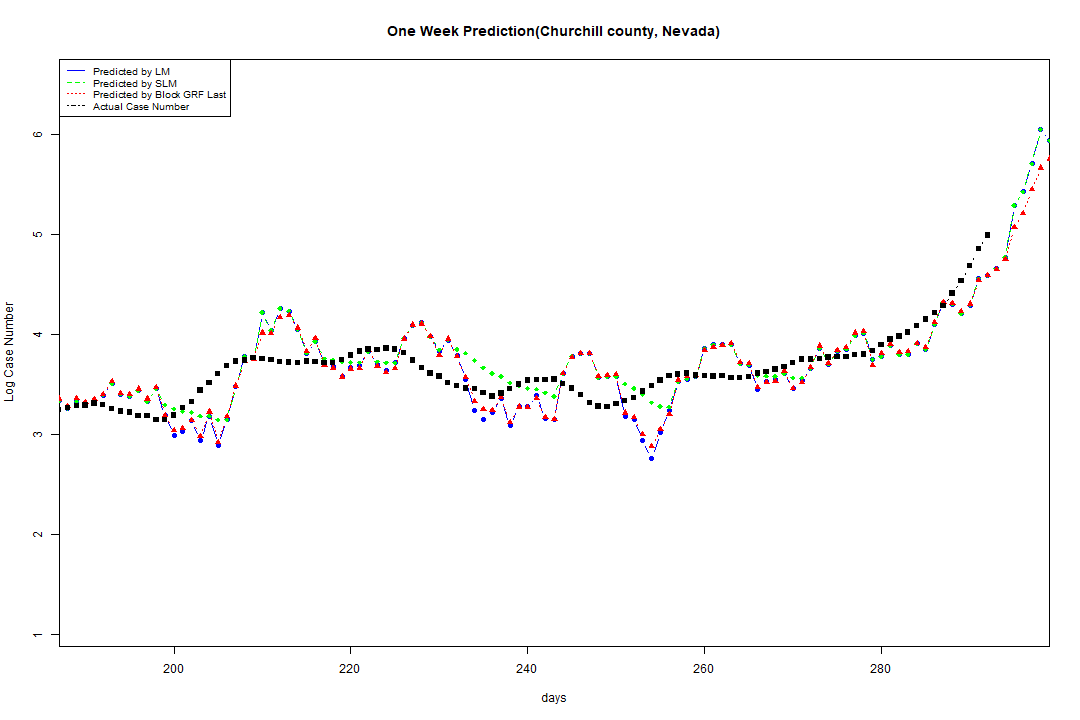 One Week Prediction(Churchill county, Nevada)
Predicted by LM
Predicted by SLM
Predicted by Block GRF Last
Actual Case Number
6
5
4
3
2
1
Log Case Number
200 220 240 260 280
days